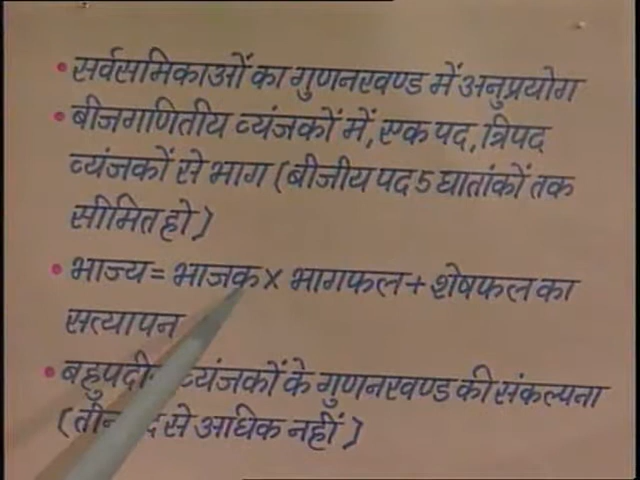 • सर्वसमिकाओं का गुणनखण्ड में अनुप्रयोग
• बीजगणितीय व्यंजकों में, एक पद, त्रिपद
व्यंजकों से भाग (बीजीय पद 5 घातांकों तक
सीमित हो)
• भाज्य = भाजक × भागफल + शेषफल का
सत्यापन
• बहुपदी व्यंजकों के गुणनखण्ड की संकल्पना
से अधिक नहीं)